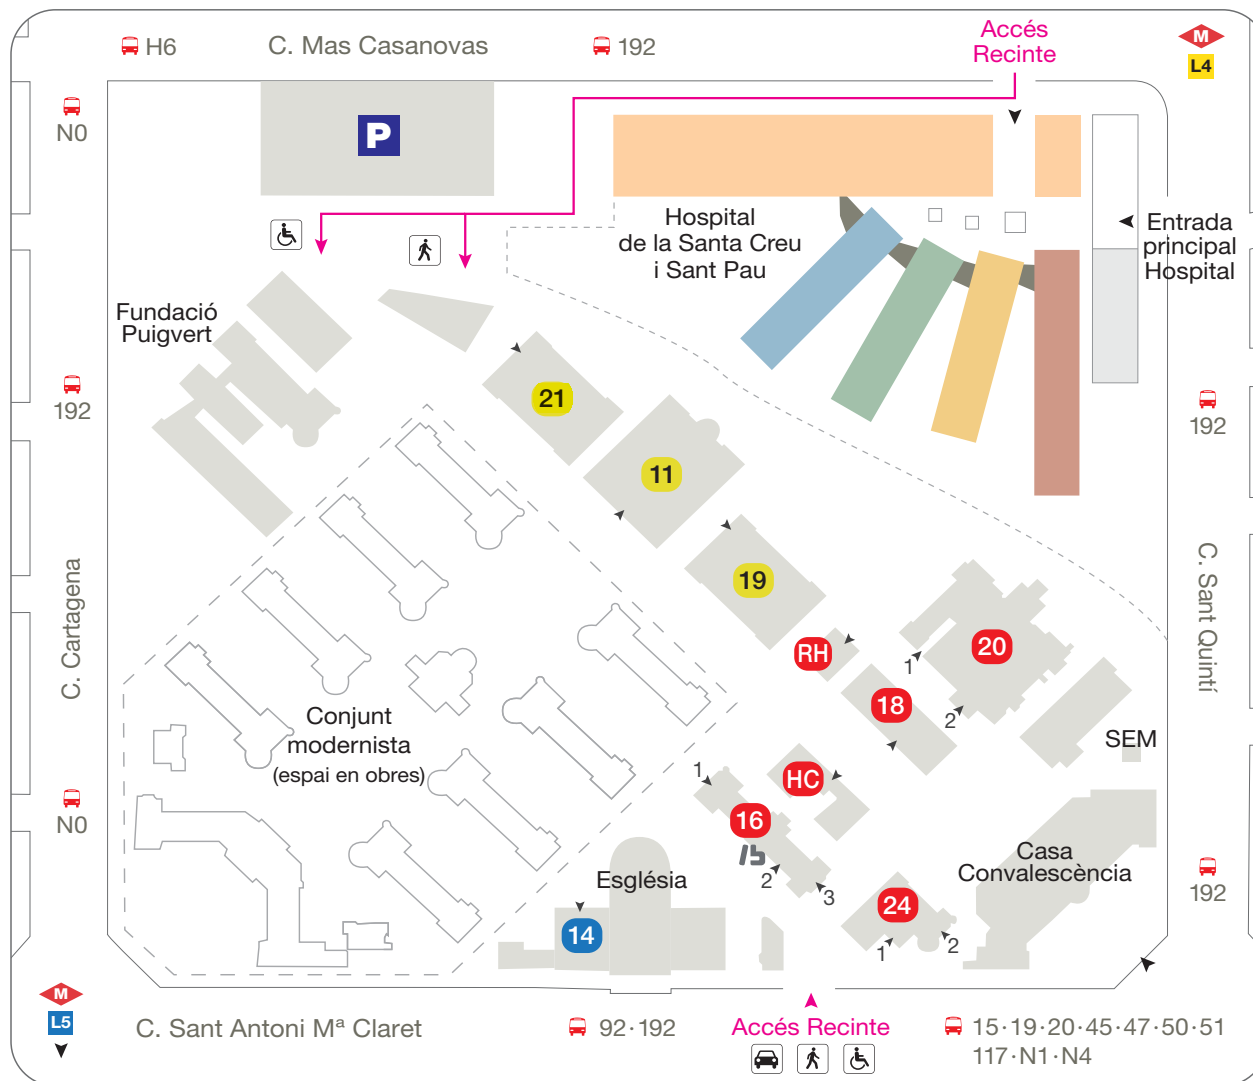 H6
C. Mas Casanovas
192
Accés
Recinte
M
L4
N0
P
Hospital
de la Santa Creu
i Sant Pau
Entrada
principal
Hospital
Fundació
Puigvert
192
21
192
11
19
C. Cartagena
C. Sant Quintí
RH
20
1
18
2
Conjunt
modernista
(espai en obres)
SEM
HC
1
16
N0
2
3
Església
Casa
Convalescència
192
24
1
2
14
M
L5
C. Sant Antoni Mª Claret
92·192
Accés Recinte
15·19·20·45·47·50·51
117·N1·N4